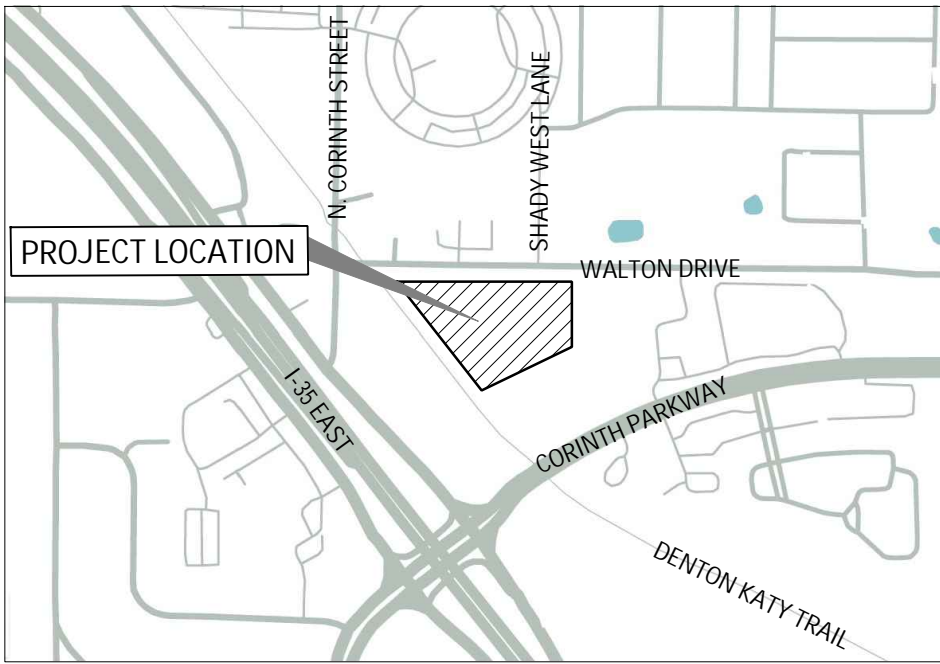 N. CORINTH STREET
SHADY WEST LANE
PROJECT LOCATION
WALTON DRIVE
I-35 EAST
CORINTH PARKWAY
DENTON KATY TRAIL